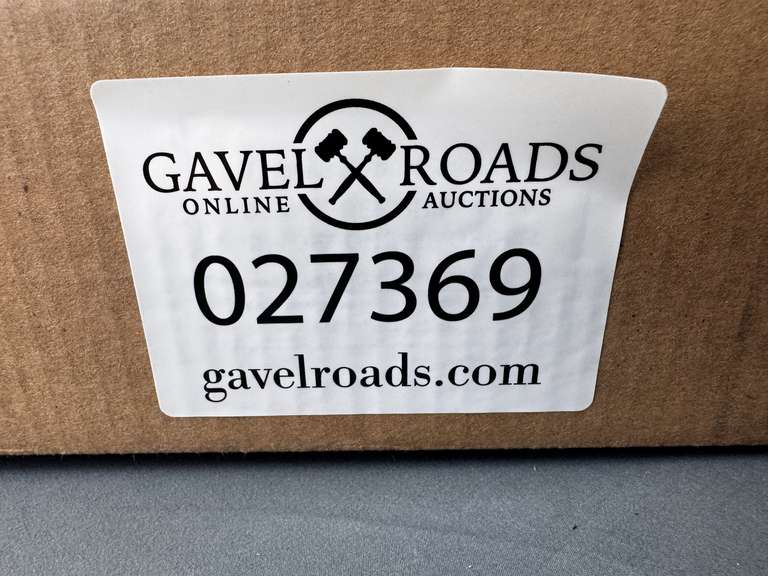 GAVEL ROADS
ONLINE AUCTIONS
027369
gavelroads.com